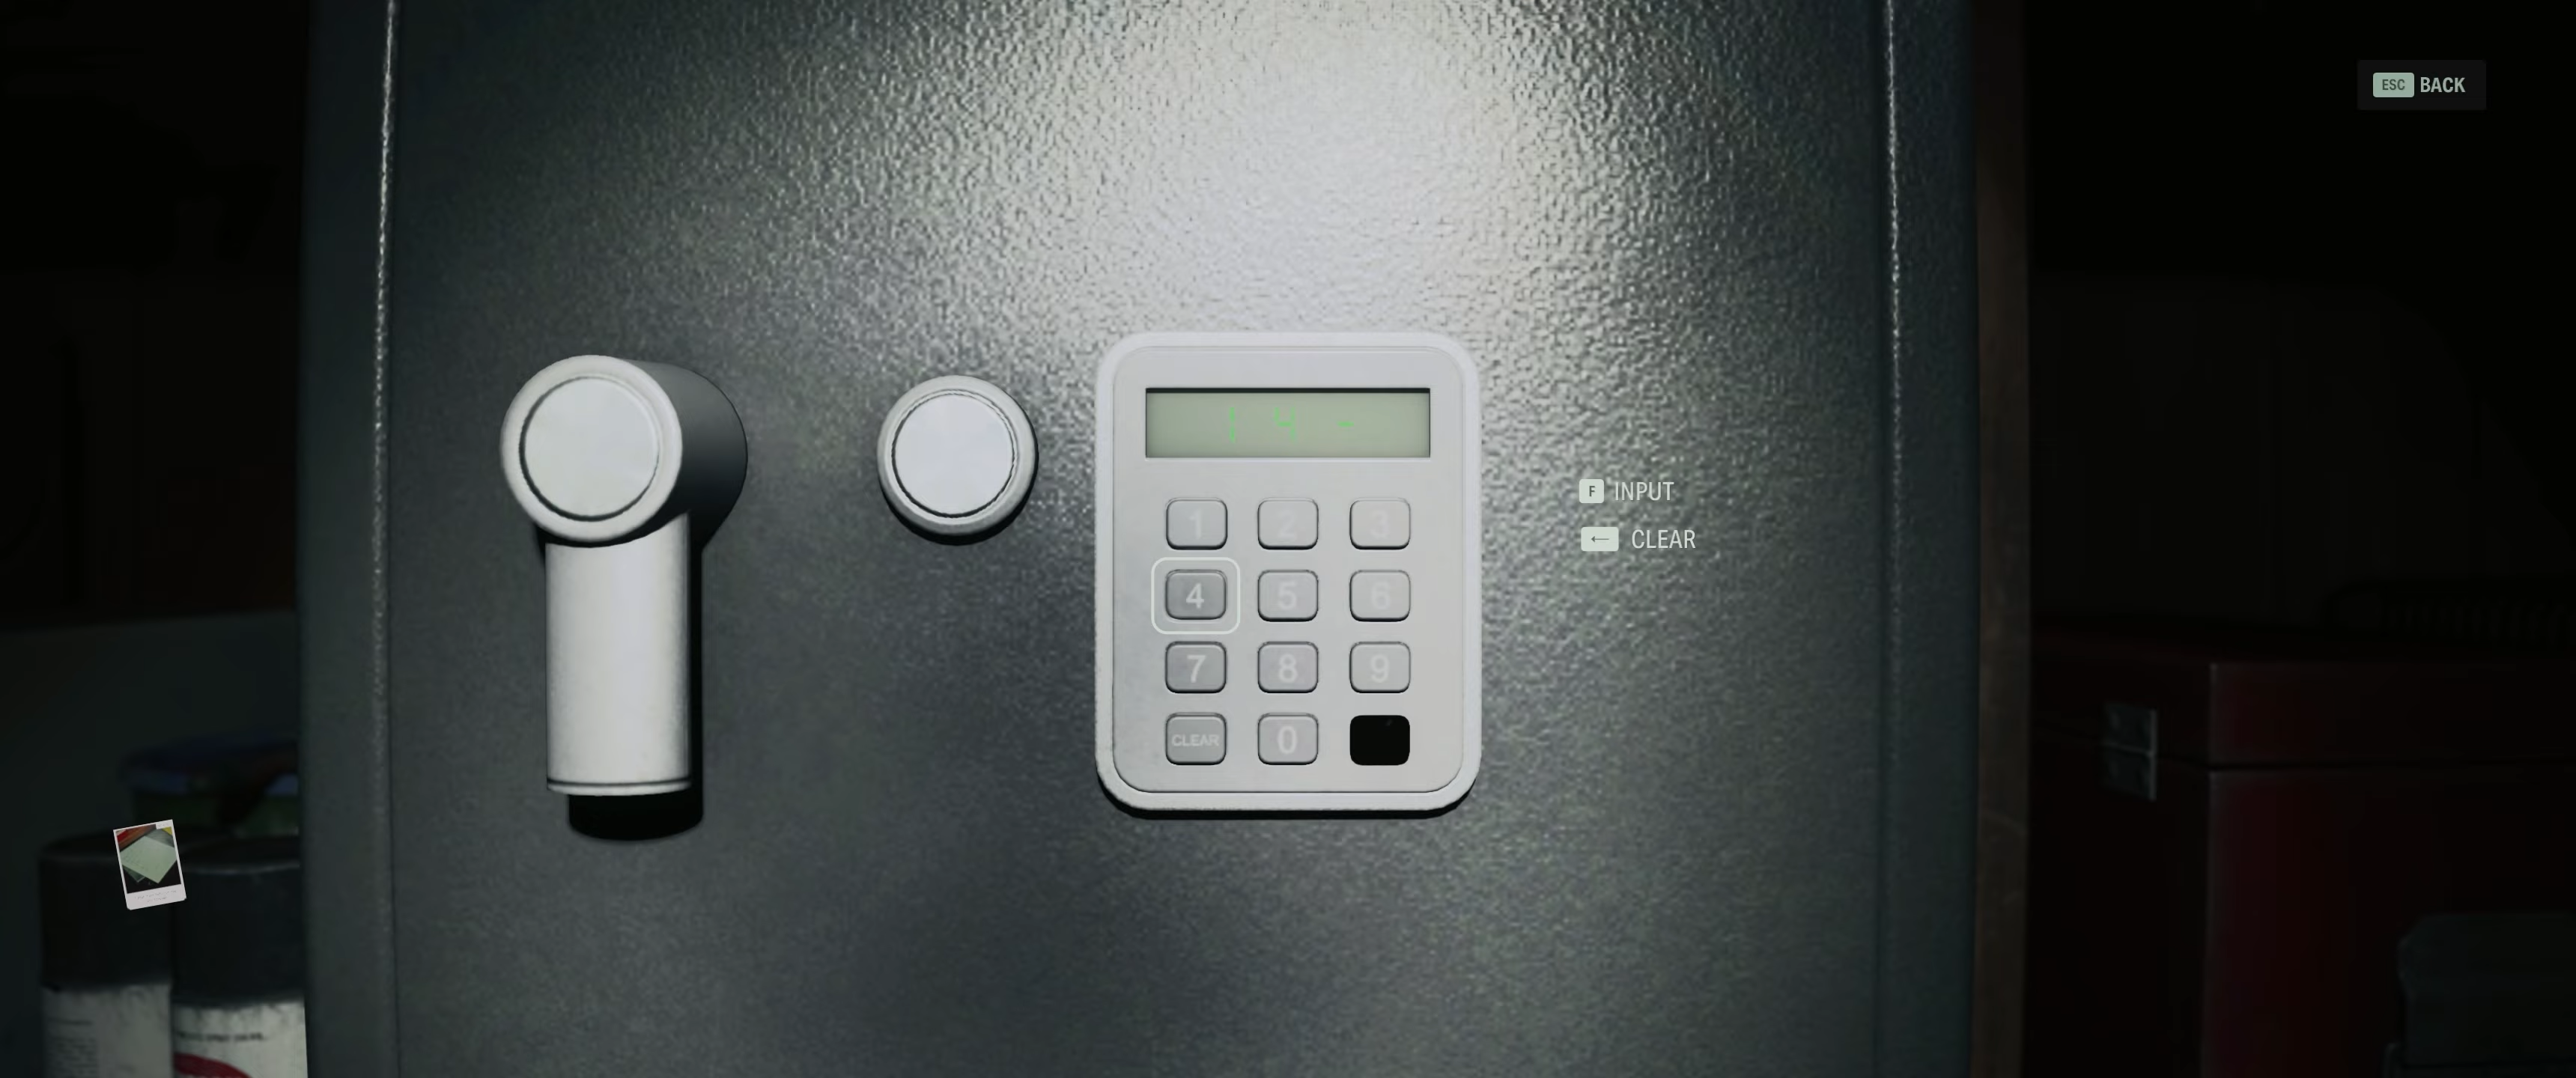 ESC BACK
1 4 -
1 2 3
F INPUT
← CLEAR
4 5 6
7 8 9
CLEAR 0